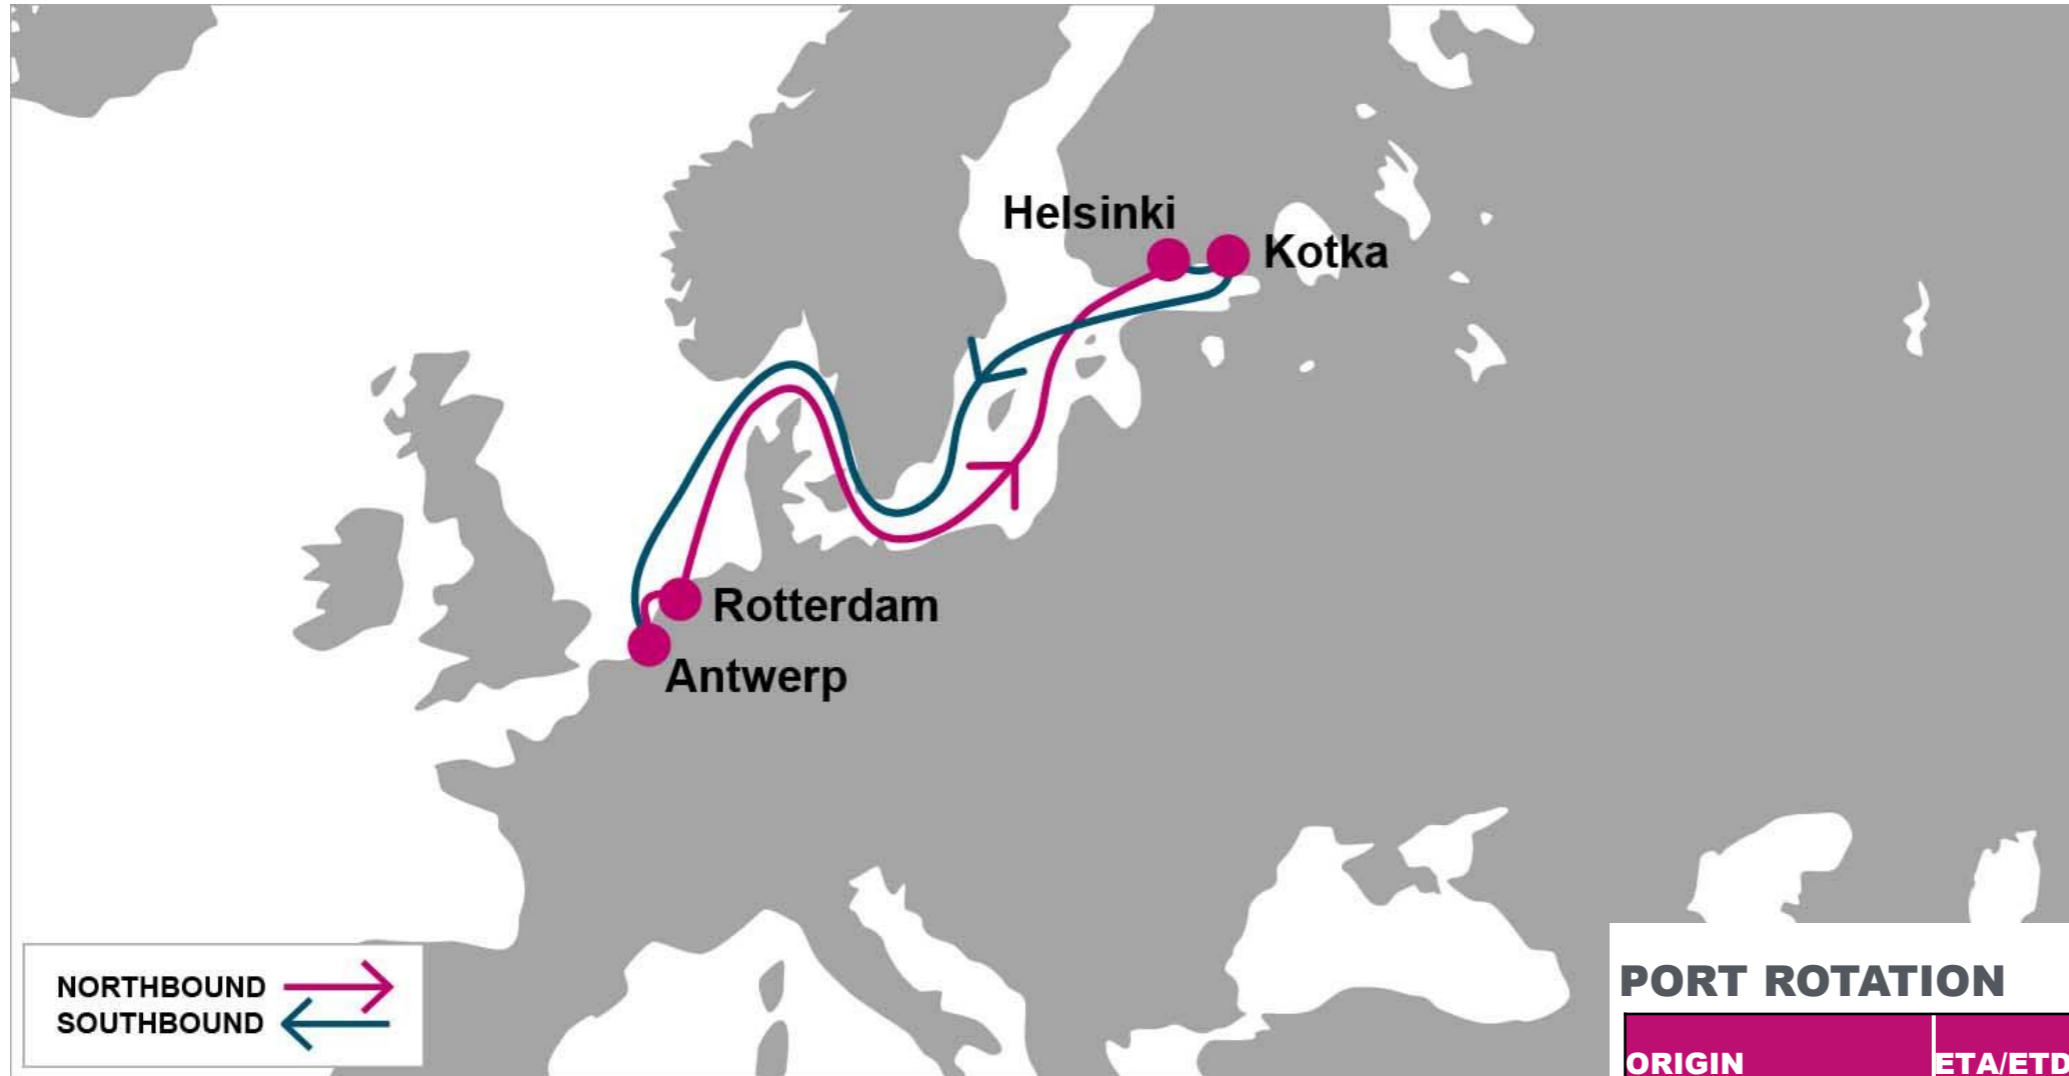 Helsinki
Kotka
Rotterdam
Antwerp
NORTHBOUND
SOUTHBOUND
PORT ROTATION
ORIGIN ETA/ETD